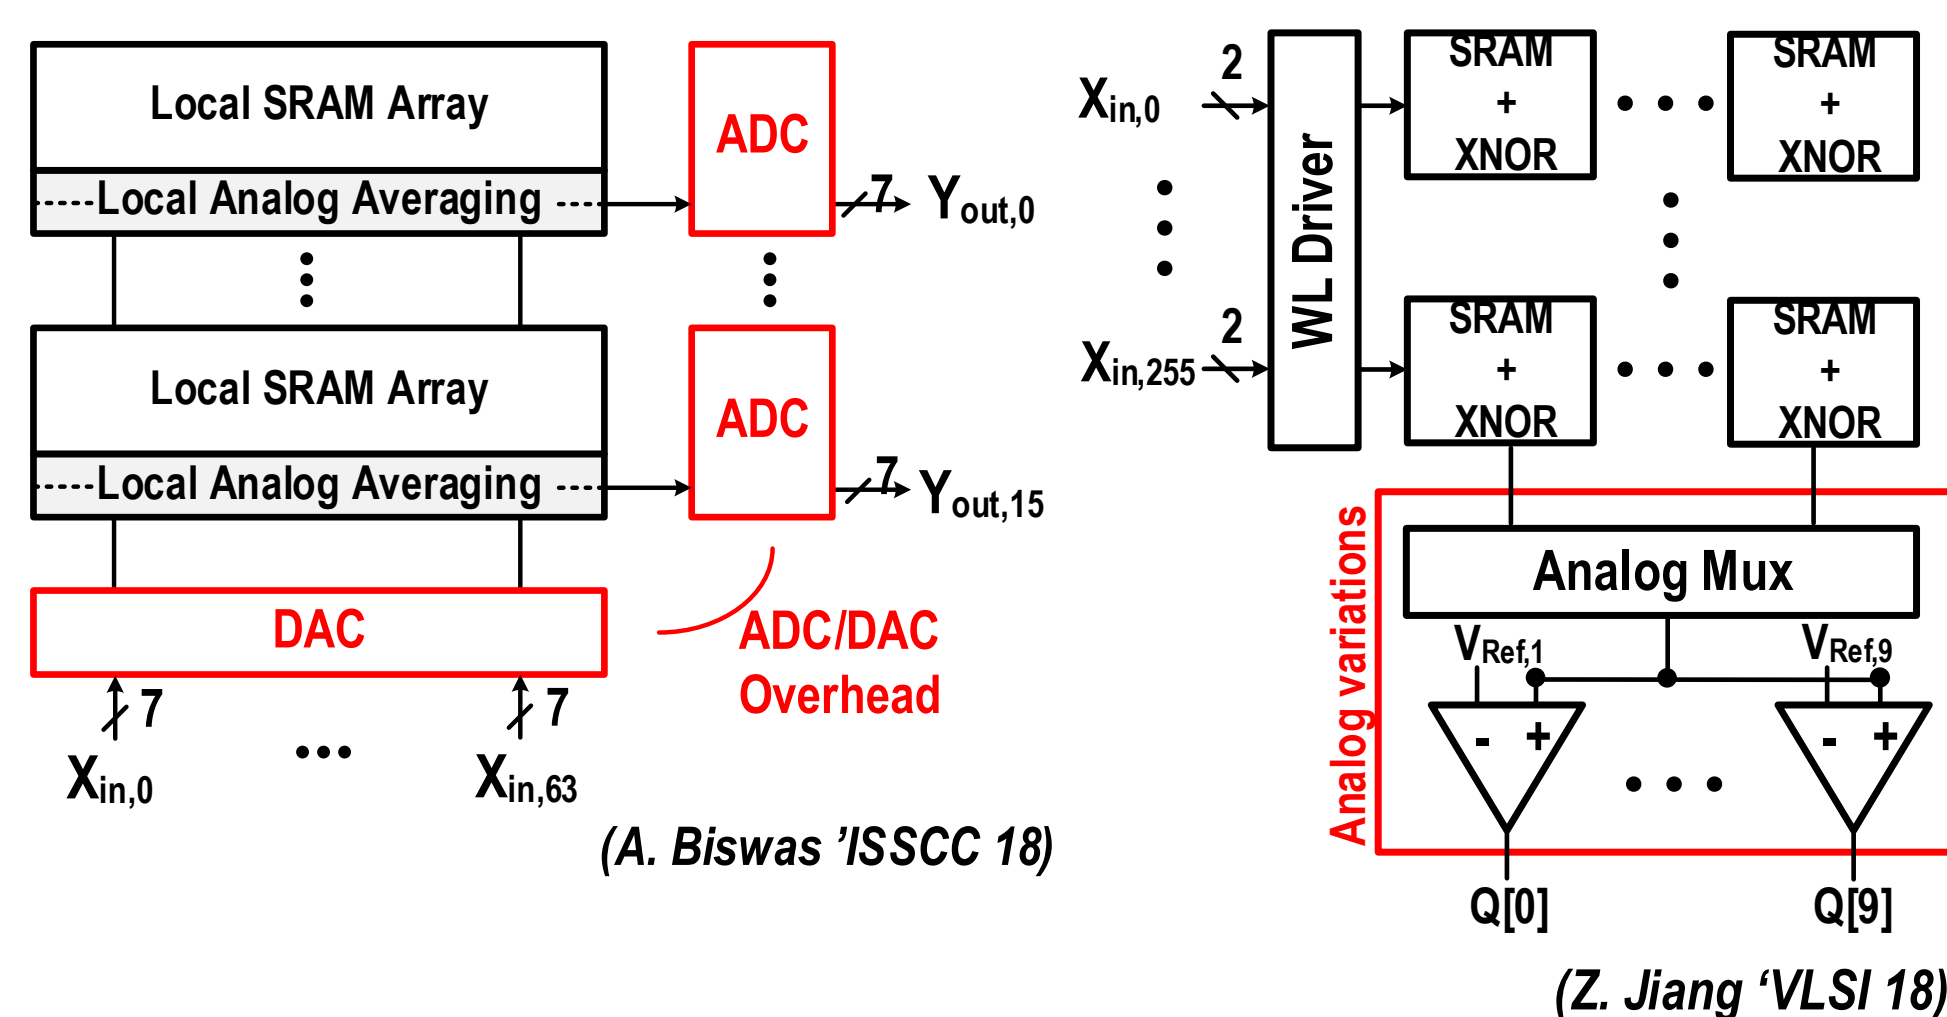 Local SRAM Array
Local Analog Averaging
ADC
7
Yout,0
Local SRAM Array
Local Analog Averaging
ADC
7
Yout,15
DAC
ADC/DAC
Overhead
7
7
Xin,0
Xin,63
(A. Biswas ’ISSCC 18)
Xin,0
2
Xin,255
2
WL Driver
SRAM
+
XNOR
SRAM
+
XNOR
SRAM
+
XNOR
SRAM
+
XNOR
Analog variations
Analog Mux
VRef,1
VRef,9
- +
- +
Q[0]
Q[9]
(Z. Jiang ‘VLSI 18)